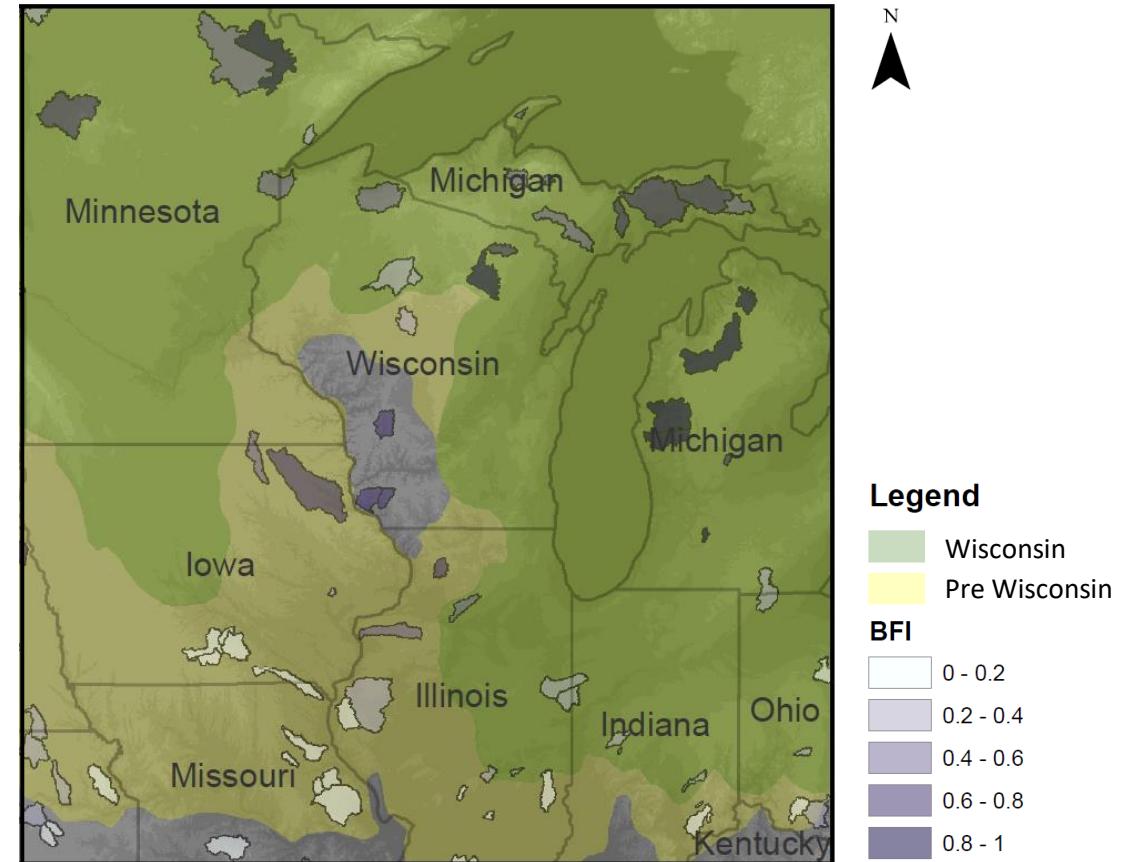 N
Michigan
Minnesota
Wisconsin
Michigan
Iowa
Illinois
Indiana
Ohio
Missouri
Kentucky
Legend
Wisconsin
Pre Wisconsin
BFI
0 - 0.2
0.2 - 0.4
0.4 - 0.6
0.6 - 0.8
0.8 - 1